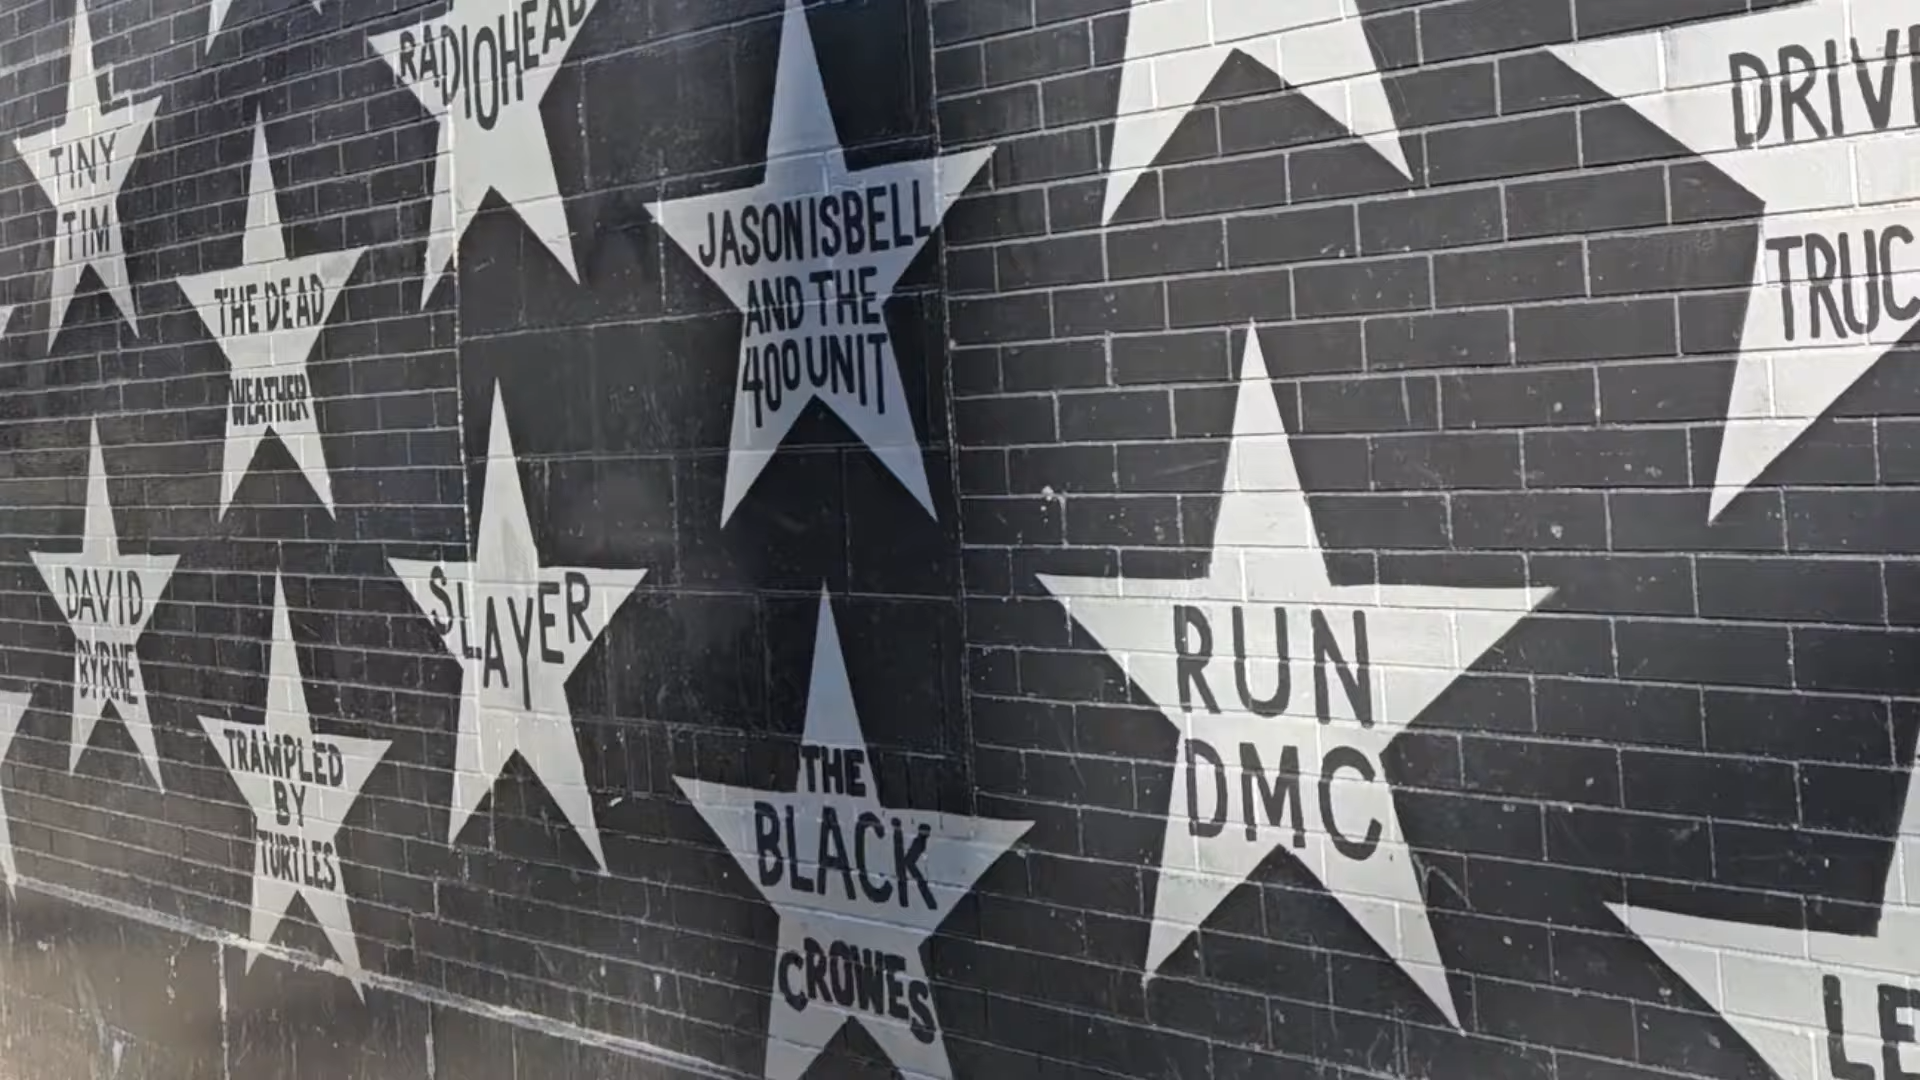 RADIOHEAD
TINY
TIM
THE DEAD
WEATHER
JASON ISBELL
AND THE
400 UNIT
DRIVE
TRUC
DAVID
BYRNE
SLAYER
TRAMPLED
BY
TURTLES
THE
BLACK
CROWES
RUN
DMC
LE